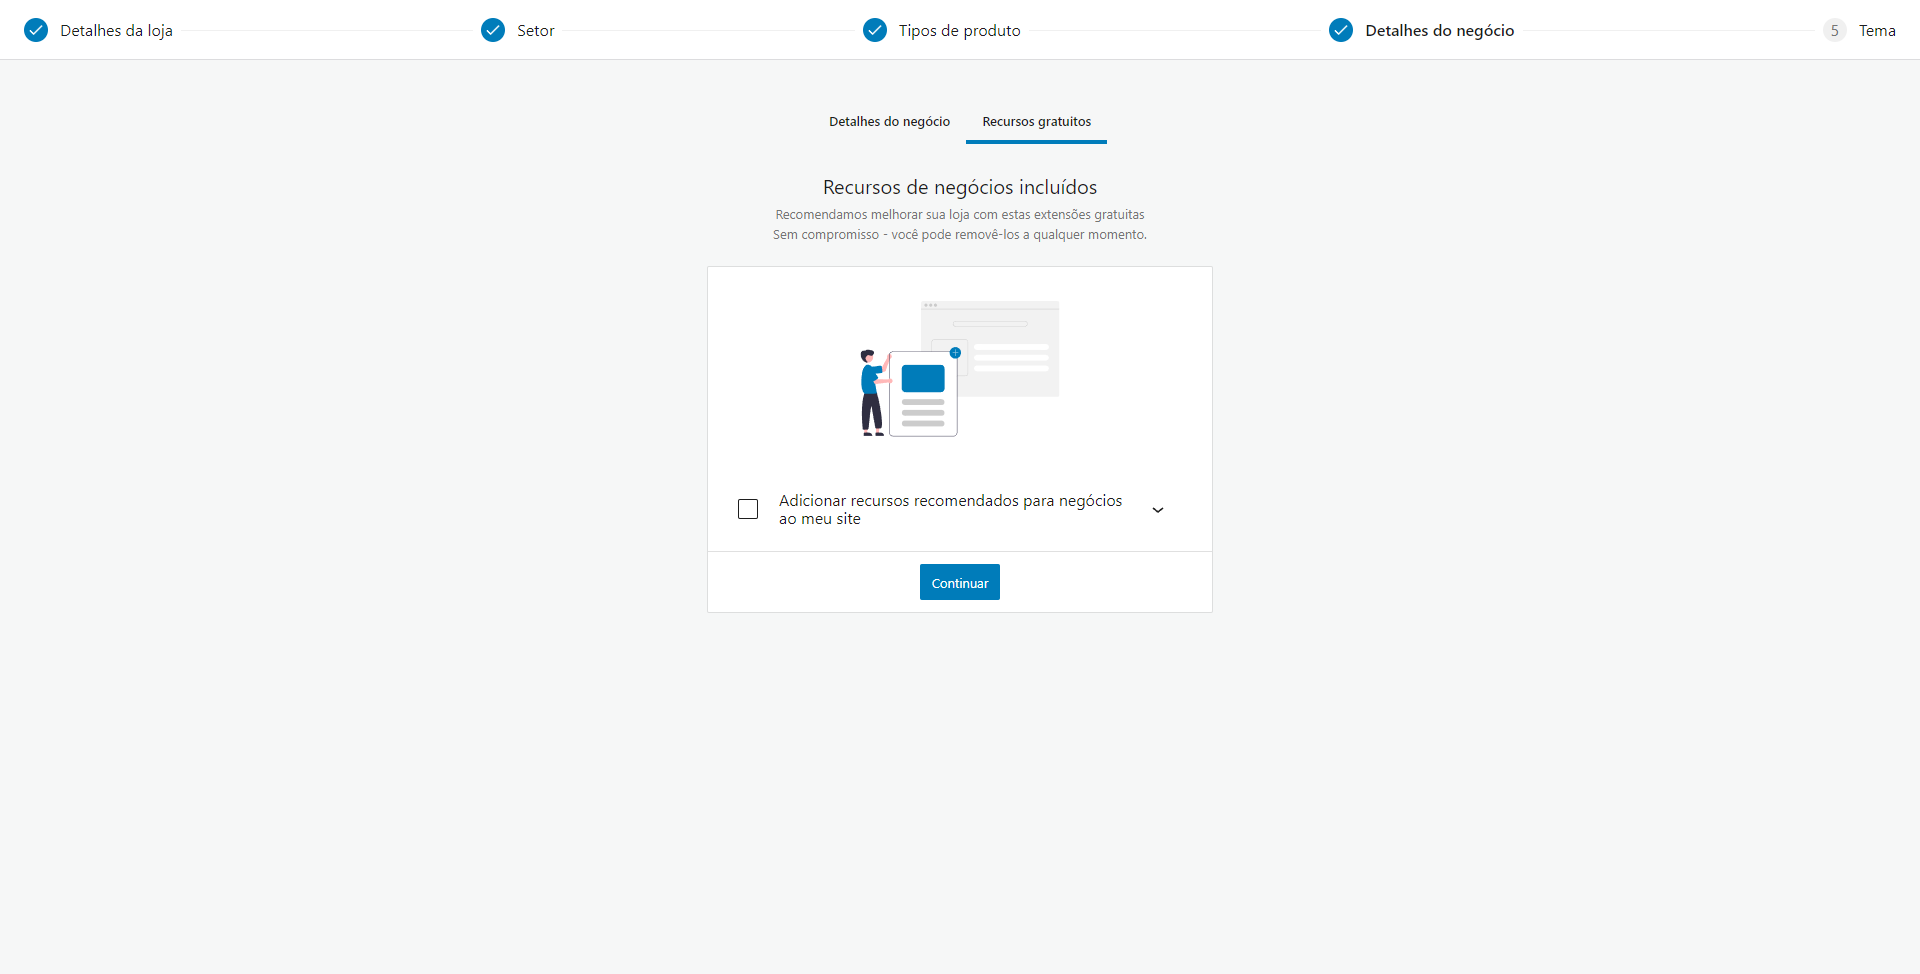 Detalhes da loja
Setor
Tipos de produto
Detalhes do negócio
5 Tema
Detalhes do negócio
Recursos gratuitos
Recursos de negócios incluídos
Recomendamos melhorar sua loja com estas extensões gratuitas
Sem compromisso - você pode removê-los a qualquer momento.
Adicionar recursos recomendados para negócios
ao meu site
Continuar